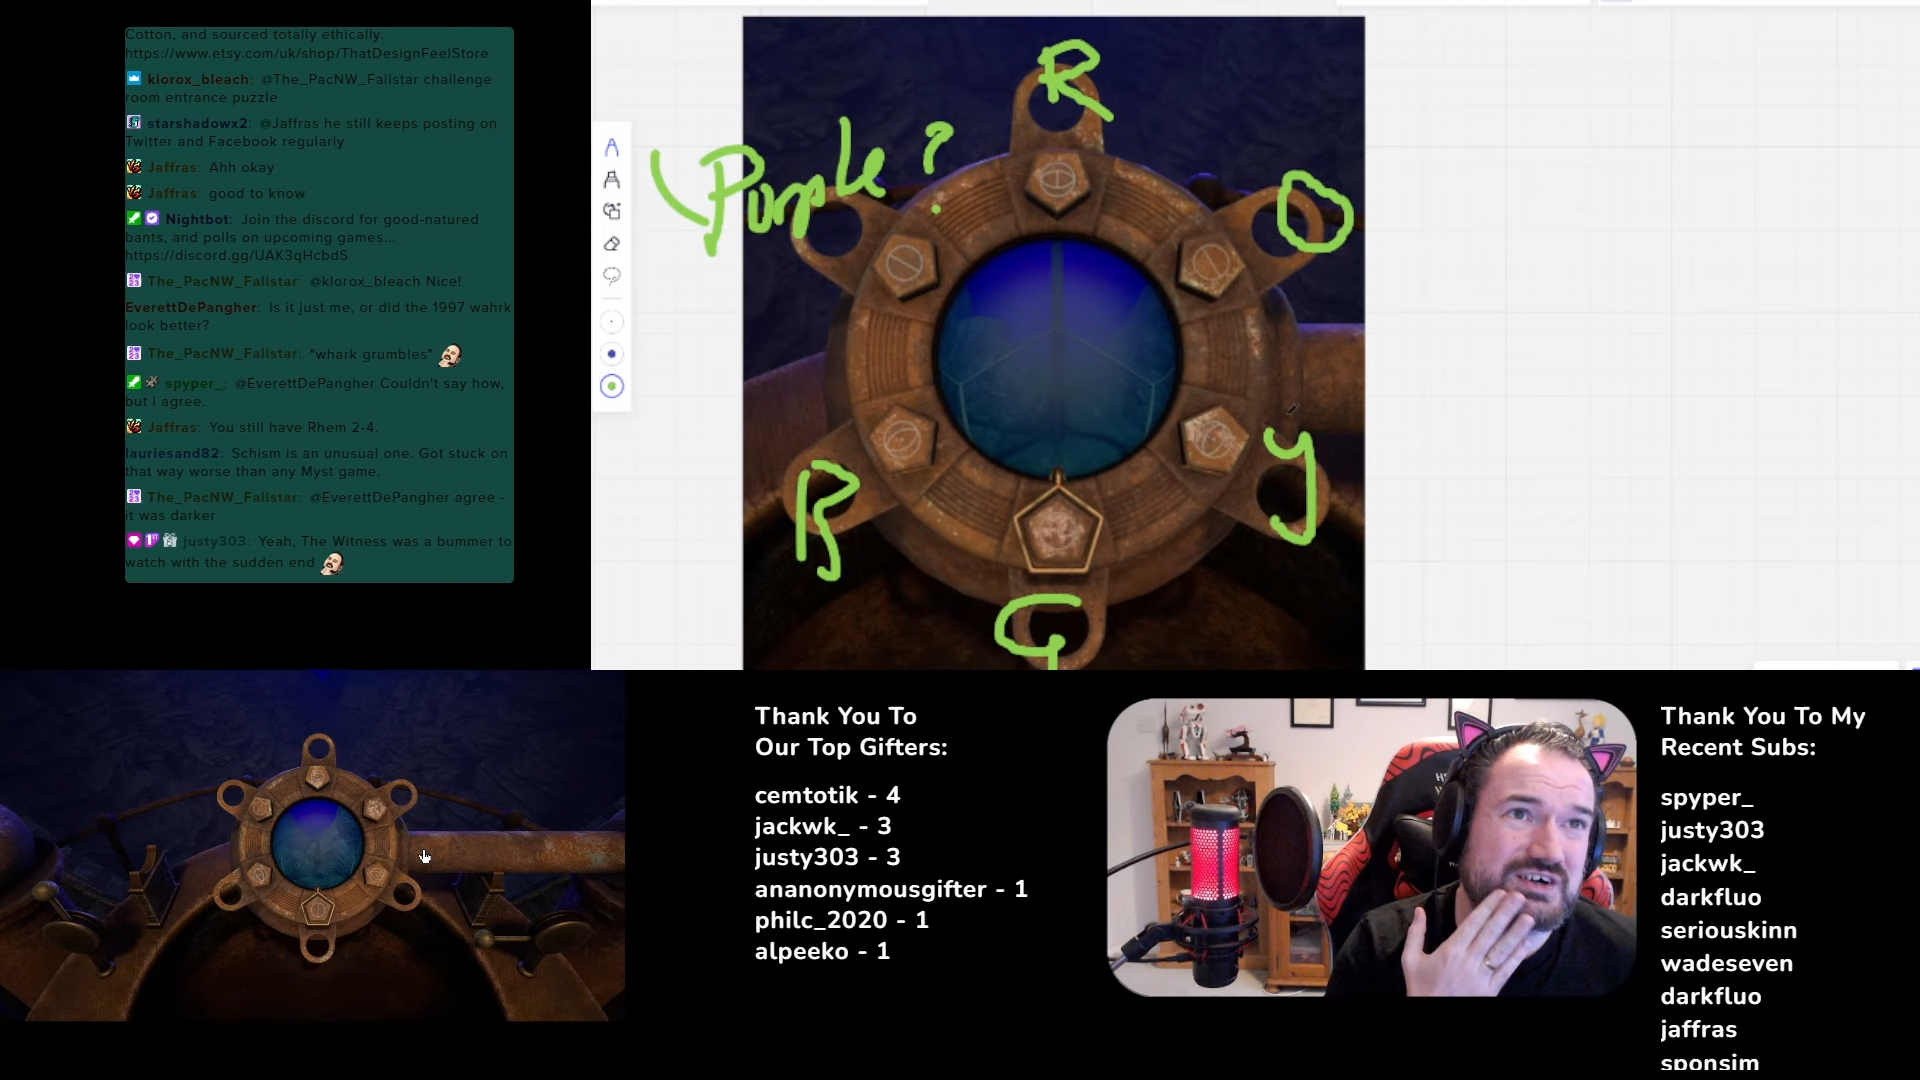 Cotton, and sourced totally ethically.
https://www.etsy.com/uk/shop/ThatDesignFeelStore
klorox_bleach: @The_PacNW_Fallstar challenge
room entrance puzzle
starshadowx2: @Jaffras he still keeps posting on
Twitter and Facebook regularly
Jaffras: Ahh okay
Jaffras: good to know
Nightbot: Join the discord for good-natured
bants, and polls on upcoming games...
https://discord.gg/UAK3qHcbdS
The_PacNW_Fallstar: @klorox_bleach Nice!
EverettDePangher: Is it just me, or did the 1997 wahrk
look better?
The_PacNW_Fallstar: "whark grumbles"
spyper_: @EverettDePangher Couldn't say how,
but I agree.
Jaffras: You still have Rhem 2-4.
lauriesand82: Schism is an unusual one. Got stuck on
that way worse than any Myst game.
The_PacNW_Fallstar: @EverettDePangher agree -
it was darker
justy303: Yeah, The Witness was a bummer to
watch with the sudden end
R
Purple?
O
B
y
G
Thank You To
Our Top Gifters:
cemtotik - 4
jackwk_ - 3
justy303 - 3
ananonymousgifter - 1
philc_2020 - 1
alpeeko - 1
Thank You To My
Recent Subs:
spyper_
justy303
jackwk_
darkfluo
seriouskinn
wadeseven
darkfluo
jaffras
sponsim